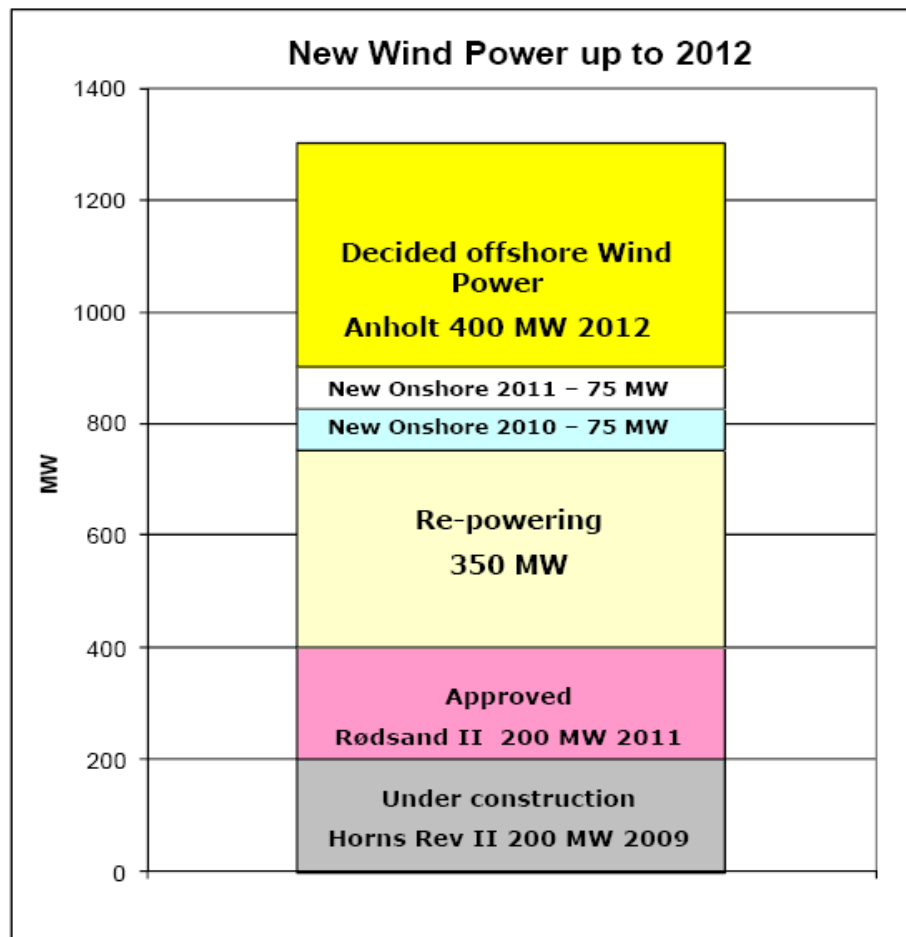 New Wind Power up to 2012
1400
1200
1000
800
600
400
200
0
MW
Decided offshore Wind
Power
Anholt 400 MW 2012
New Onshore 2011 – 75 MW
New Onshore 2010 – 75 MW
Re-powering
350 MW
Approved
Rødsand II  200 MW 2011
Under construction
Horns Rev II 200 MW 2009